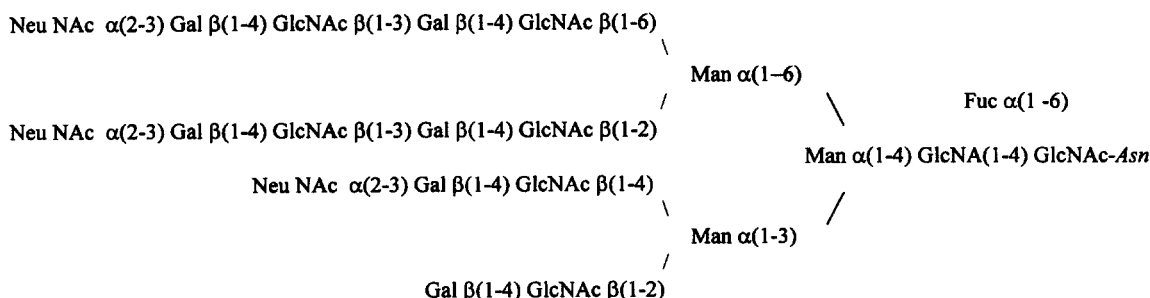 Neu NAc α(2-3) Gal β(1-4) GlcNAc β(1-3) Gal β(1-4) GlcNAc β(1-6)
Man α(1–6)
Fuc α(1 -6)
Neu NAc α(2-3) Gal β(1-4) GlcNAc β(1-3) Gal β(1-4) GlcNAc β(1-2)
Man α(1-4) GlcNA(1-4) GlcNAc-Asn
Neu NAc α(2-3) Gal β(1-4) GlcNAc β(1-4)
Man α(1-3)
Gal β(1-4) GlcNAc β(1-2)